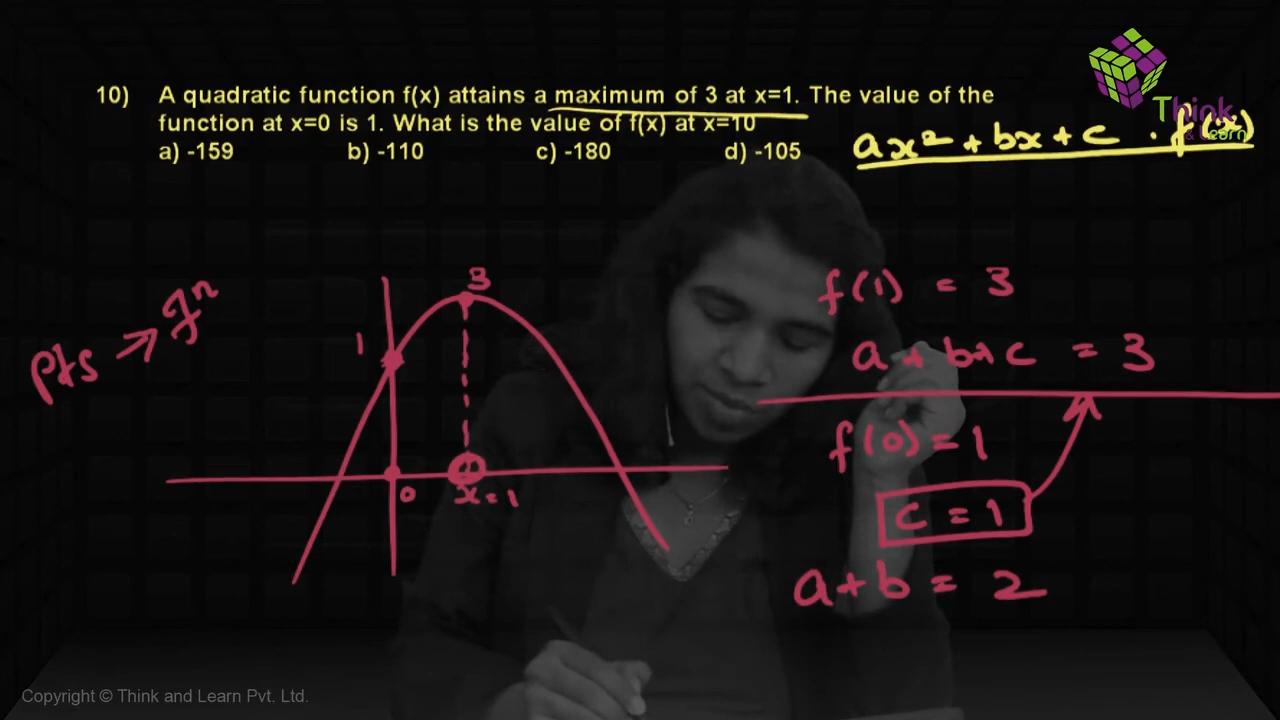 Think
& Learn
10) A quadratic function f(x) attains a maximum of 3 at x=1. The value of the
function at x=0 is 1. What is the value of f(x) at x=10
a) -159 b) -110 c) -180 d) -105
ax² + bx + c . f(x)
pts → fⁿ
3
1
0
x=1
f(1) = 3
a + b + c = 3
f(0) = 1
c = 1
a + b = 2
Copyright © Think and Learn Pvt. Ltd.